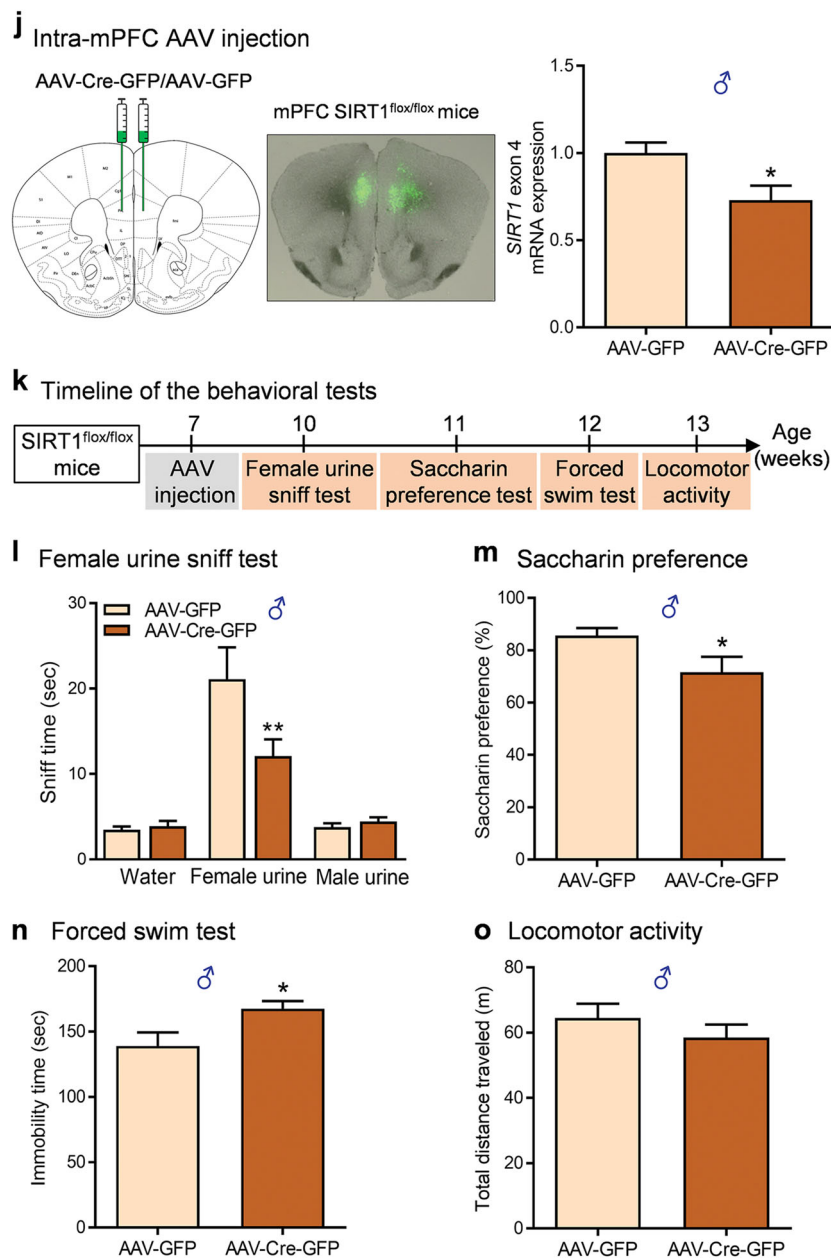 j Intra-mPFC AAV injection
AAV-Cre-GFP/AAV-GFP
mPFC SIRT1flox/flox mice
♂
SIRT1 exon 4
mRNA expression
1.5
1.0
0.5
0.0
*
AAV-GFP
AAV-Cre-GFP
k Timeline of the behavioral tests
7 10 11 12 13
SIRT1flox/flox
mice
Age
(weeks)
AAV
injection
Female urine
sniff test
Saccharin
preference test
Forced
swim test
Locomotor
activity
l Female urine sniff test
♂
AAV-GFP
AAV-Cre-GFP
Sniff time (sec)
30
20
10
0
**
Water Female urine Male urine
m Saccharin preference
♂
Saccharin preference (%)
100
80
60
40
20
0
*
AAV-GFP AAV-Cre-GFP
n Forced swim test
♂
Immobility time (sec)
200
150
100
50
0
*
AAV-GFP AAV-Cre-GFP
o Locomotor activity
♂
Total distance traveled (m)
80
60
40
20
0
AAV-GFP AAV-Cre-GFP